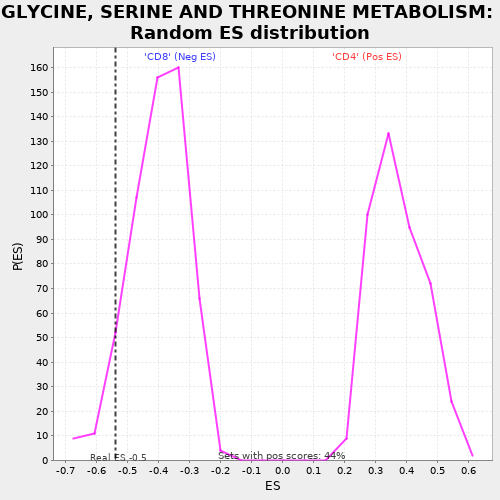 GLYCINE, SERINE AND THREONINE METABOLISM:
Random ES distribution
'CD8' (Neg ES) 'CD4' (Pos ES)
160
150
140
130
120
110
100
90
80
70
60
50
40
30
20
10
0
P(ES)
Real ES -0.5 Sets with pos scores: 44%
-0.7 -0.6 -0.5 -0.4 -0.3 -0.2 -0.1 0.0 0.1 0.2 0.3 0.4 0.5 0.6
ES